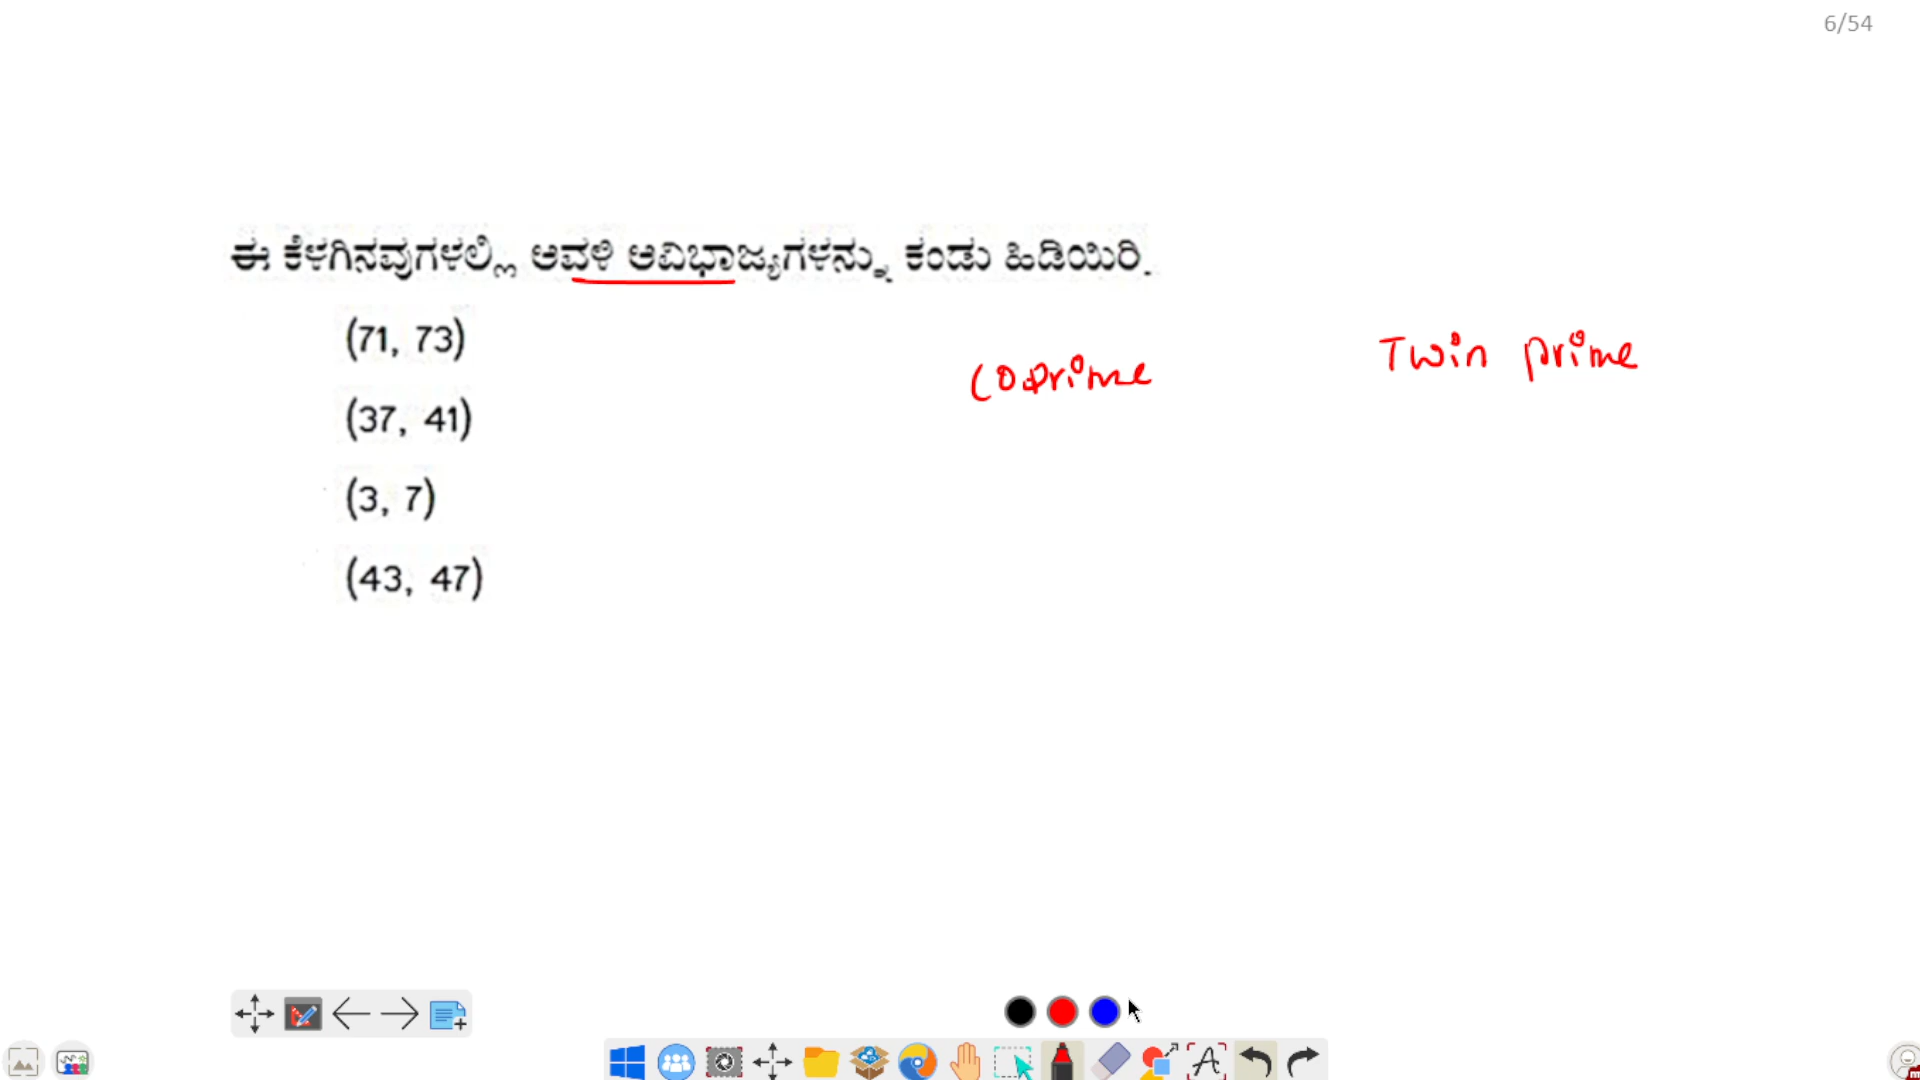 6/54
ಈ ಕೆಳಗಿನವುಗಳಲ್ಲಿ ಅವಳಿ ಅವಿಭಾಜ್ಯಗಳನ್ನು ಕಂಡು ಹಿಡಿಯಿರಿ.
(71, 73)
Twin prime
coprime
(37, 41)
(3, 7)
(43, 47)